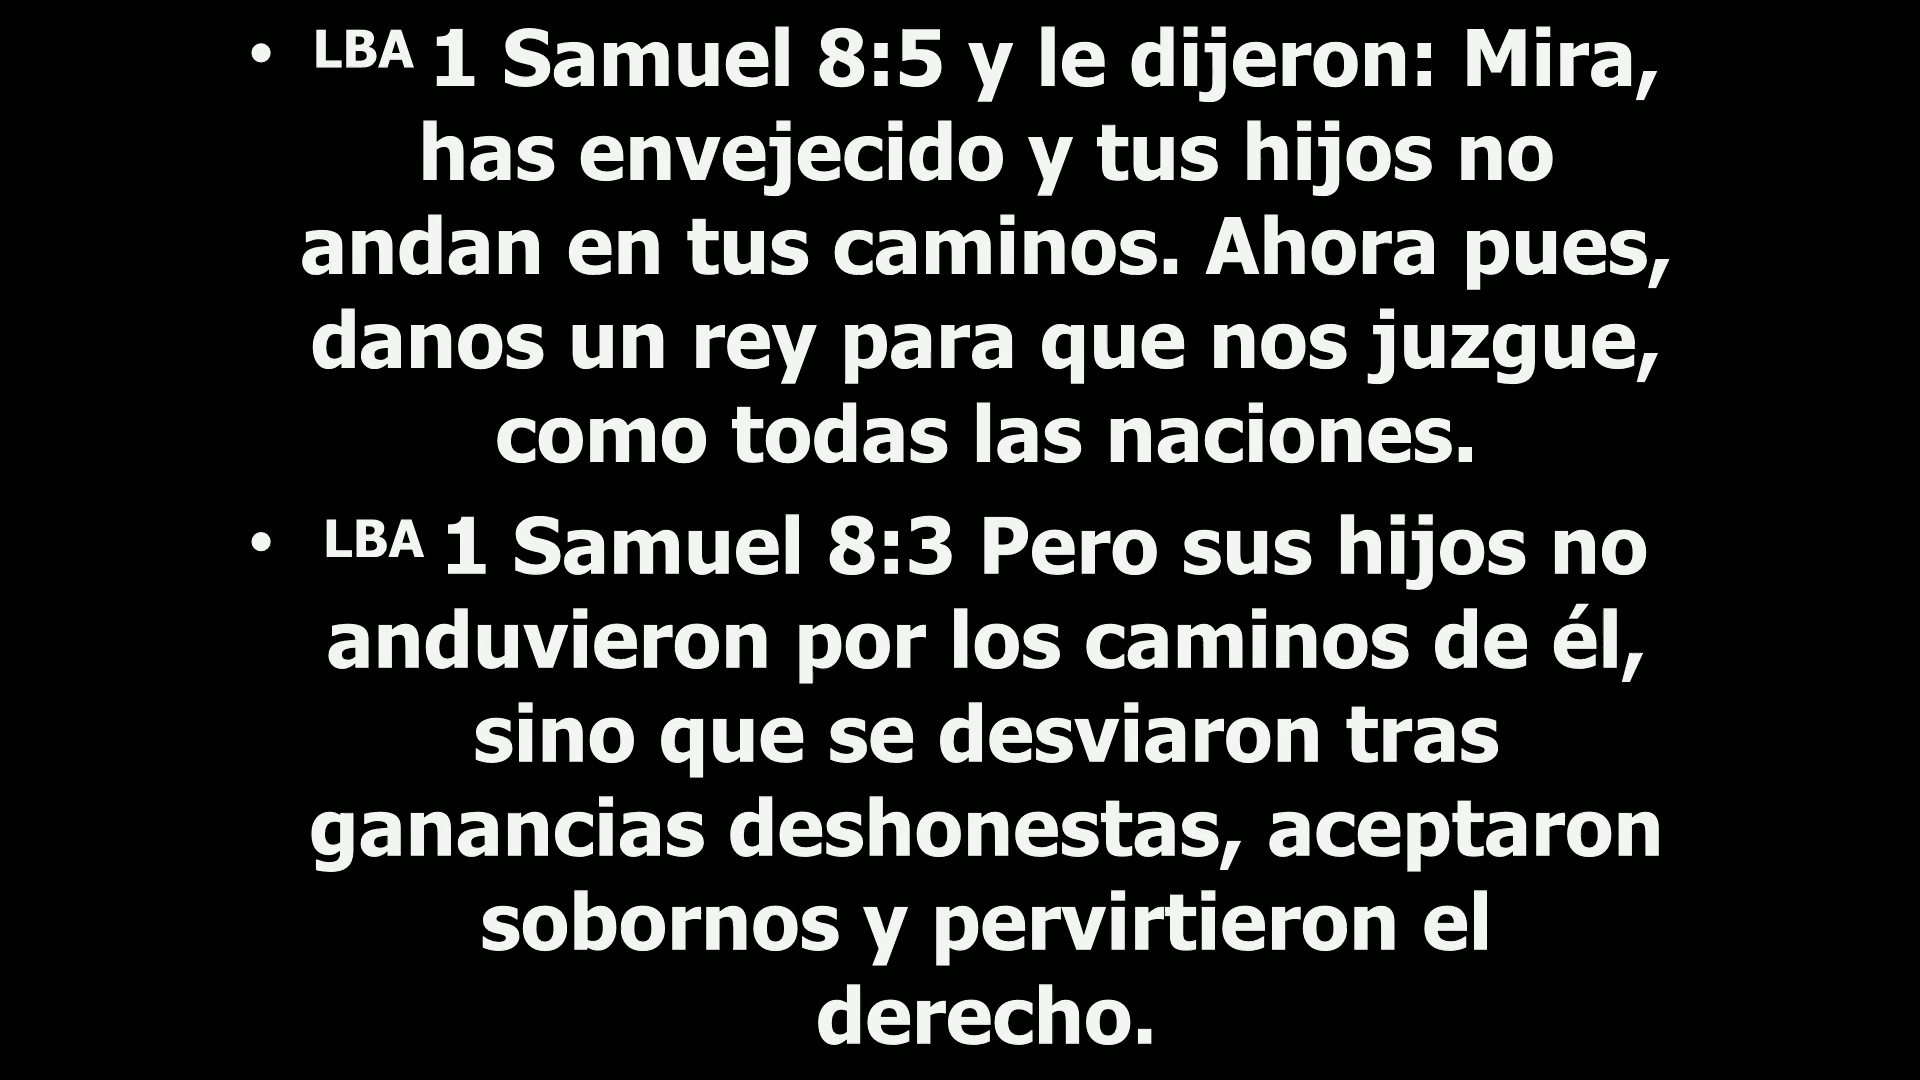 • LBA 1 Samuel 8:5 y le dijeron: Mira,
has envejecido y tus hijos no
andan en tus caminos. Ahora pues,
danos un rey para que nos juzgue,
como todas las naciones.
• LBA 1 Samuel 8:3 Pero sus hijos no
anduvieron por los caminos de él,
sino que se desviaron tras
ganancias deshonestas, aceptaron
sobornos y pervirtieron el
derecho.